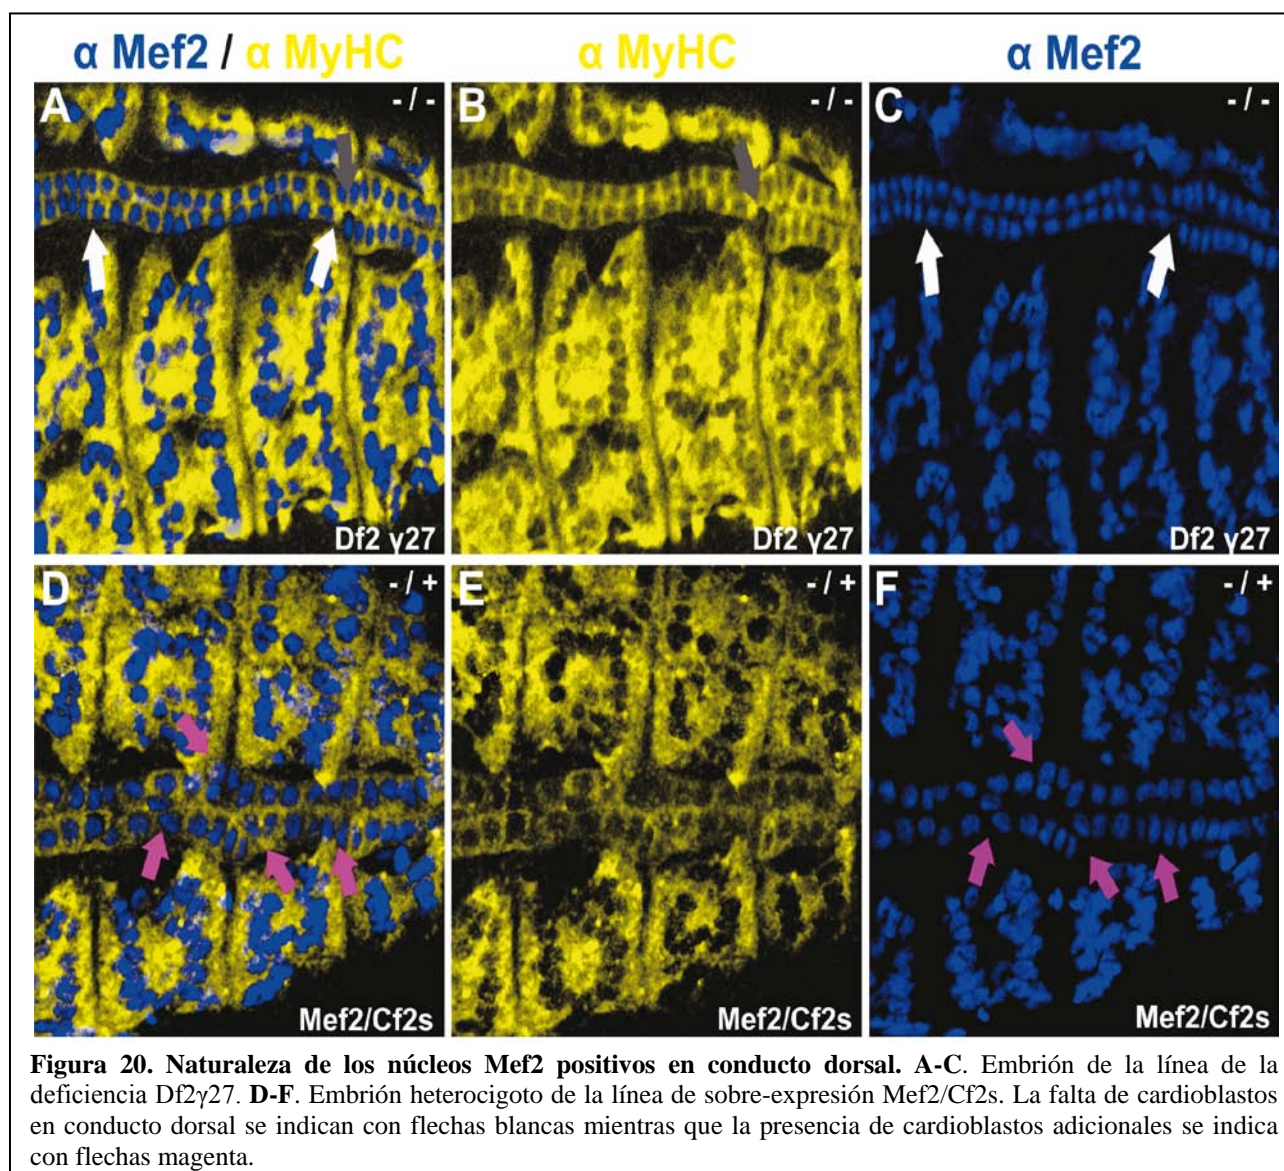 α Mef2 / α MyHC
α MyHC
α Mef2
A
- / -
B
C
- / -
Df2 γ27
Df2 γ27
Df2 γ27
D
- / +
E
- / +
F
- / +
Mef2/Cf2s
Mef2/Cf2s
Mef2/Cf2s
Figura 20. Naturaleza de los núcleos Mef2 positivos en conducto dorsal. A-C. Embrión de la línea de la
deficiencia Df2γ27. D-F. Embrión heterocigoto de la línea de sobre-expresión Mef2/Cf2s. La falta de cardioblastos
en conducto dorsal se indican con flechas blancas mientras que la presencia de cardioblastos adicionales se indica
con flechas magenta.